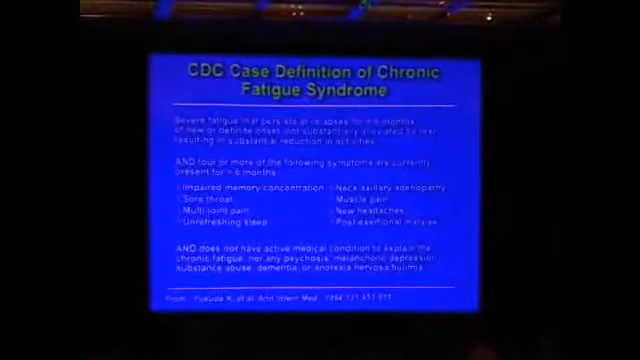 CDC Case Definition of Chronic
Fatigue Syndrome
Severe fatigue that persists or relapses for 6 months
of new or definite onset, not substantially alleviated by rest
resulting in substantial reduction in activities
AND four or more of the following symptoms are currently
present for 6 months
Impaired memory/concentration
Neck axillary adenopathy
Sore throat
Muscle pain
Multi-joint pain
New headaches
Unrefreshing sleep
Post-exertional malaise
AND does not have active medical condition to explain the
chronic fatigue, nor any psychosis, melancholic depression,
substance abuse, dementia, or anorexia nervosa/bulimia
From: Fukuda K, et al. Ann Intern Med 1994